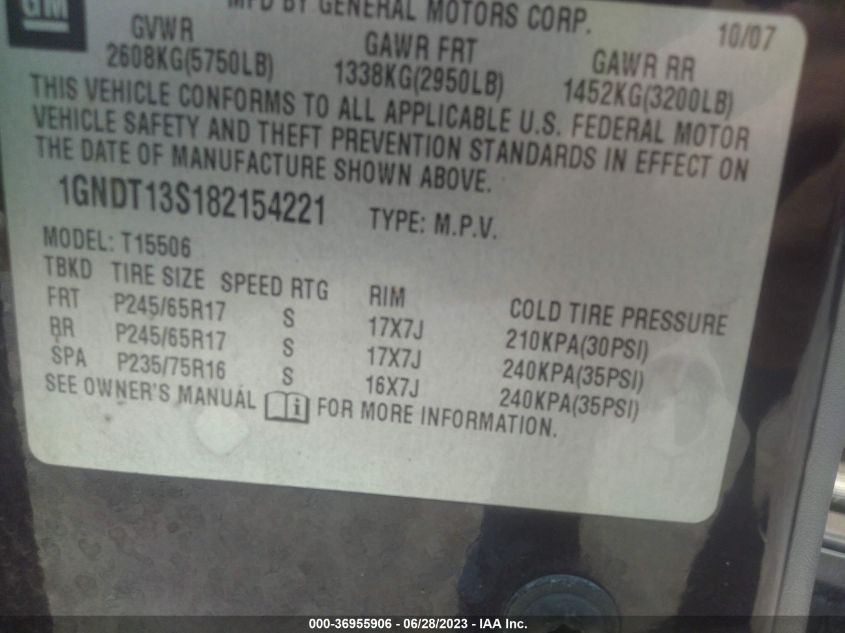 GM
MFD BY GENERAL MOTORS CORP.
10/07
GVWR GAWR FRT GAWR RR
2608KG(5750LB) 1338KG(2950LB) 1452KG(3200LB)
THIS VEHICLE CONFORMS TO ALL APPLICABLE U.S. FEDERAL MOTOR
VEHICLE SAFETY AND THEFT PREVENTION STANDARDS IN EFFECT ON
THE DATE OF MANUFACTURE SHOWN ABOVE.
1GNDT13S182154221 TYPE: M.P.V.
MODEL: T15506
TBKD TIRE SIZE SPEED RTG RIM COLD TIRE PRESSURE
FRT P245/65R17 S 17X7J 210KPA(30PSI)
BR P245/65R17 S 17X7J 240KPA(35PSI)
SPA P235/75R16 S 16X7J 240KPA(35PSI)
SEE OWNER'S MANUAL i FOR MORE INFORMATION.
000-36955906 / 06/28/2023 - IAA Inc.